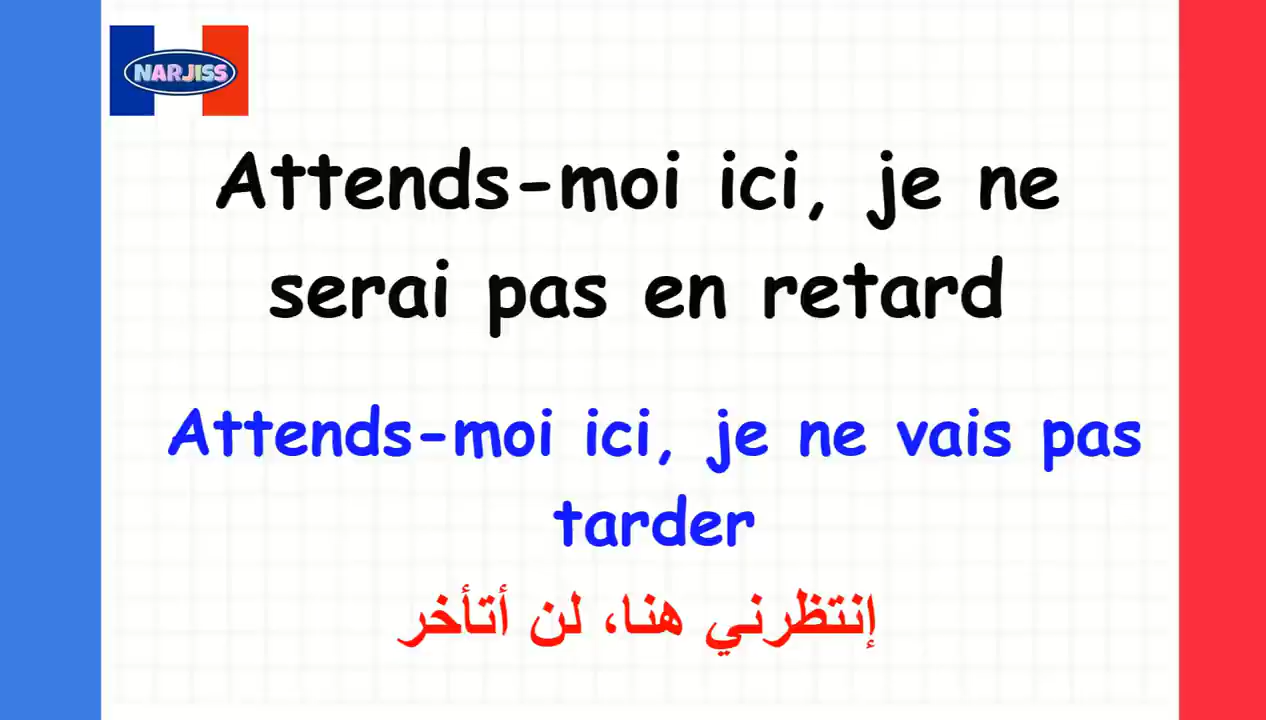 NARJISS
Attends-moi ici, je ne
serai pas en retard
Attends-moi ici, je ne vais pas
tarder
إنتظرني هنا، لن أتأخر